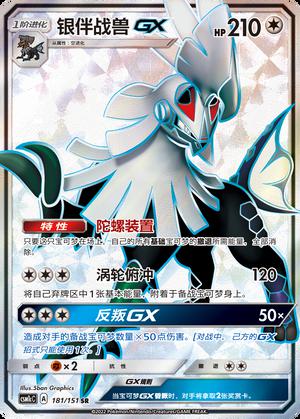 1阶进化
银伴战兽GX
HP210
从属性:空进化
特性 陀螺装置
只要这只宝可梦在场上,自己的所有基础宝可梦的撤退所需能量,全部消除。
涡轮俯冲 120
将自己弃牌区中1张基本能量,附着于备战宝可梦身上。
反叛GX 50×
造成对手的备战宝可梦数量×50点伤害。[对战中,己方的GX招式只能使用1次。]
Illus.5ban Graphics
A 181/151 SR
GX规则
当宝可梦GX昏厥时,对手将拿取2张奖赏卡。
©2022 Pokémon/Nintendo/Creatures/GAME FREAK.